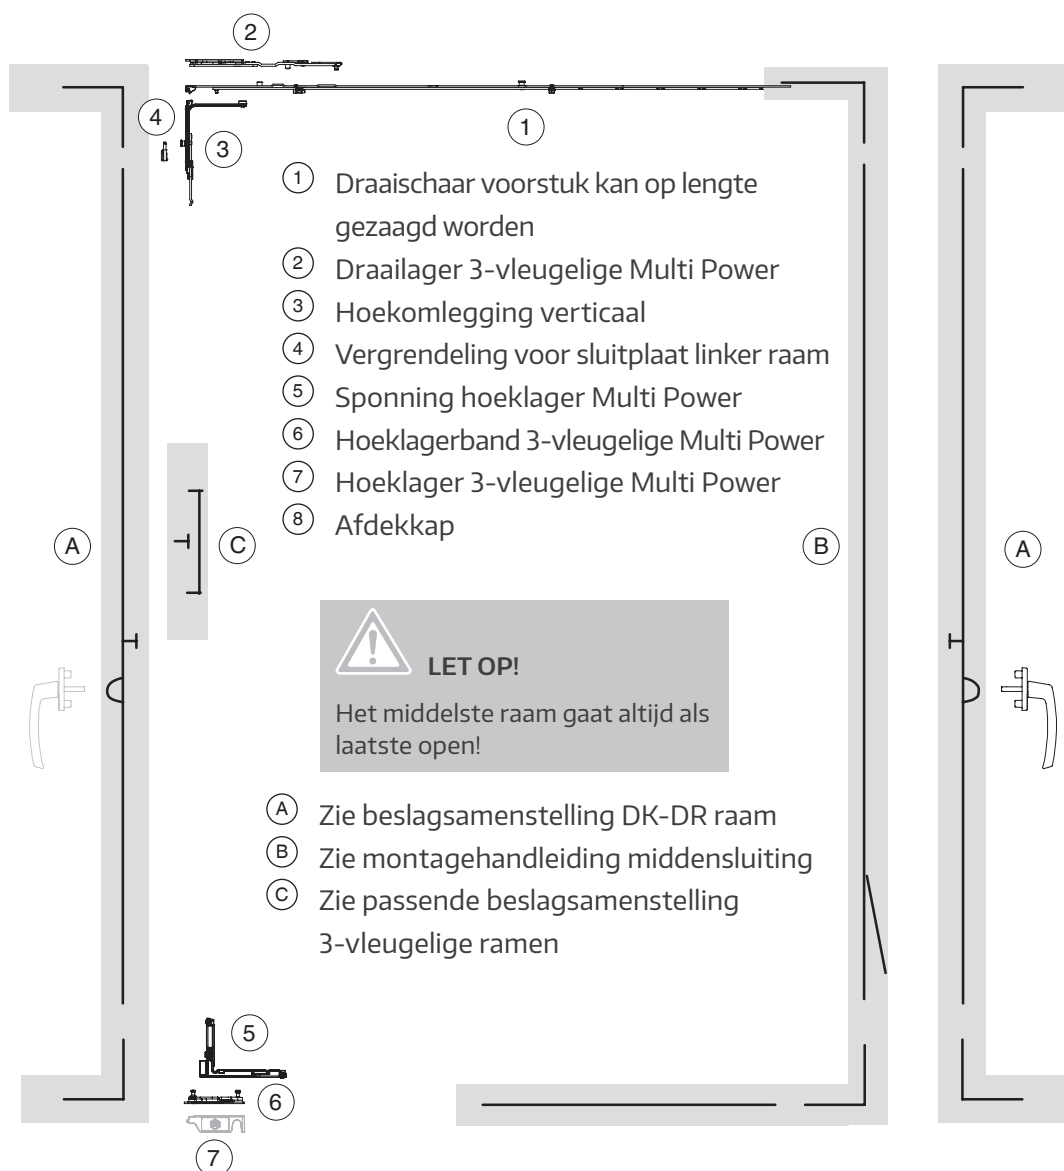 2
4
3
1
1 Draaischaar voorstuk kan op lengte
gezaagd worden
2 Draailager 3-vleugelige Multi Power
3 Hoekomlegging verticaal
4 Vergrendeling voor sluitplaat linker raam
5 Sponning hoeklager Multi Power
6 Hoeklagerband 3-vleugelige Multi Power
7 Hoeklager 3-vleugelige Multi Power
8 Afdekkap
A
C
B
A
LET OP!
Het middelste raam gaat altijd als
laatste open!
A Zie beslagsamenstelling DK-DR raam
B Zie montagehandleiding middensluiting
C Zie passende beslagsamenstelling
3-vleugelige ramen
5
6
7